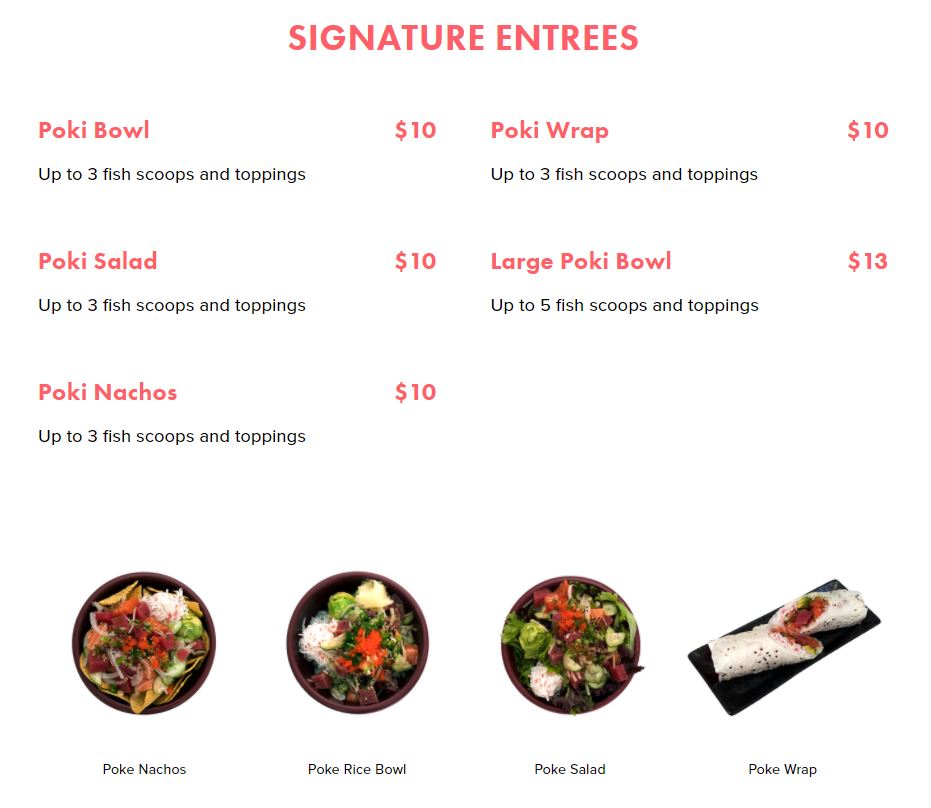 SIGNATURE ENTREES
Poki Bowl $10
Up to 3 fish scoops and toppings
Poki Wrap $10
Up to 3 fish scoops and toppings
Poki Salad $10
Up to 3 fish scoops and toppings
Large Poki Bowl $13
Up to 5 fish scoops and toppings
Poki Nachos $10
Up to 3 fish scoops and toppings
Poke Nachos
Poke Rice Bowl
Poke Salad
Poke Wrap